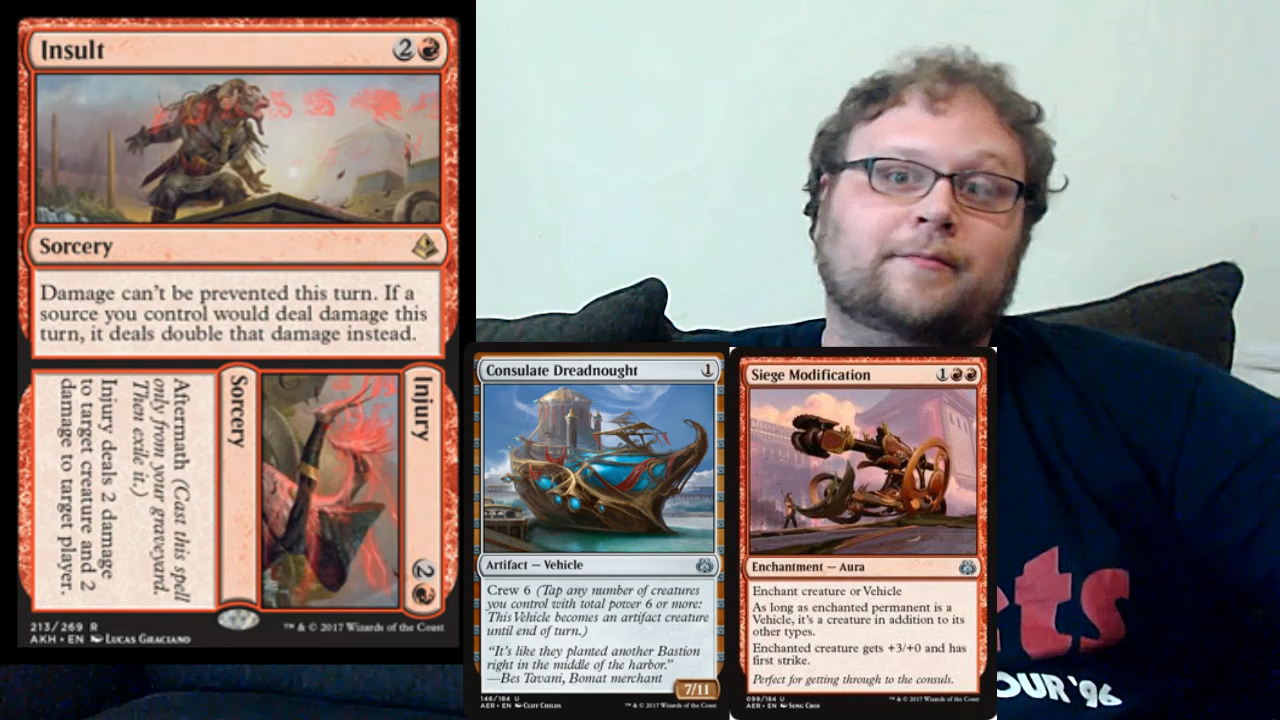 Insult
2
Sorcery
Damage can't be prevented this turn. If a
source you control would deal damage this
turn, it deals double that damage instead.
Injury
2
Sorcery
Aftermath (Cast this spell
only from your graveyard.
Then exile it.)
Injury deals 2 damage
to target creature and 2
damage to target player.
213/269 R
AKH • EN Lucas Graciano
™ & © 2017 Wizards of the Coast
Consulate Dreadnought
1
Artifact — Vehicle
Crew 6 (Tap any number of creatures
you control with total power 6 or more:
This Vehicle becomes an artifact creature
until end of turn.)
"It's like they planted another Bastion
right in the middle of the harbor."
—Bes Tavani, Bomat merchant
7/11
146/184 U
AER • EN Cliff Childs
™ & © 2017 Wizards of the Coast
Siege Modification
1
Enchantment — Aura
Enchant creature or Vehicle
As long as enchanted permanent is a
Vehicle, it's a creature in addition to its
other types.
Enchanted creature gets +3/+0 and has
first strike.
Perfect for getting through to the consuls.
099/184 U
AER • EN Sung Choi
™ & © 2017 Wizards of the Coast
ts
OUR '96